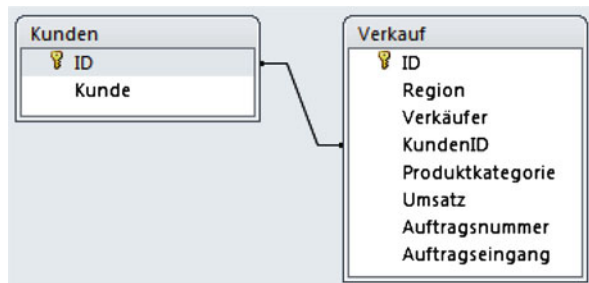 Kunden
ID
Kunde
Verkauf
ID
Region
Verkäufer
KundenID
Produktkategorie
Umsatz
Auftragsnummer
Auftragseingang